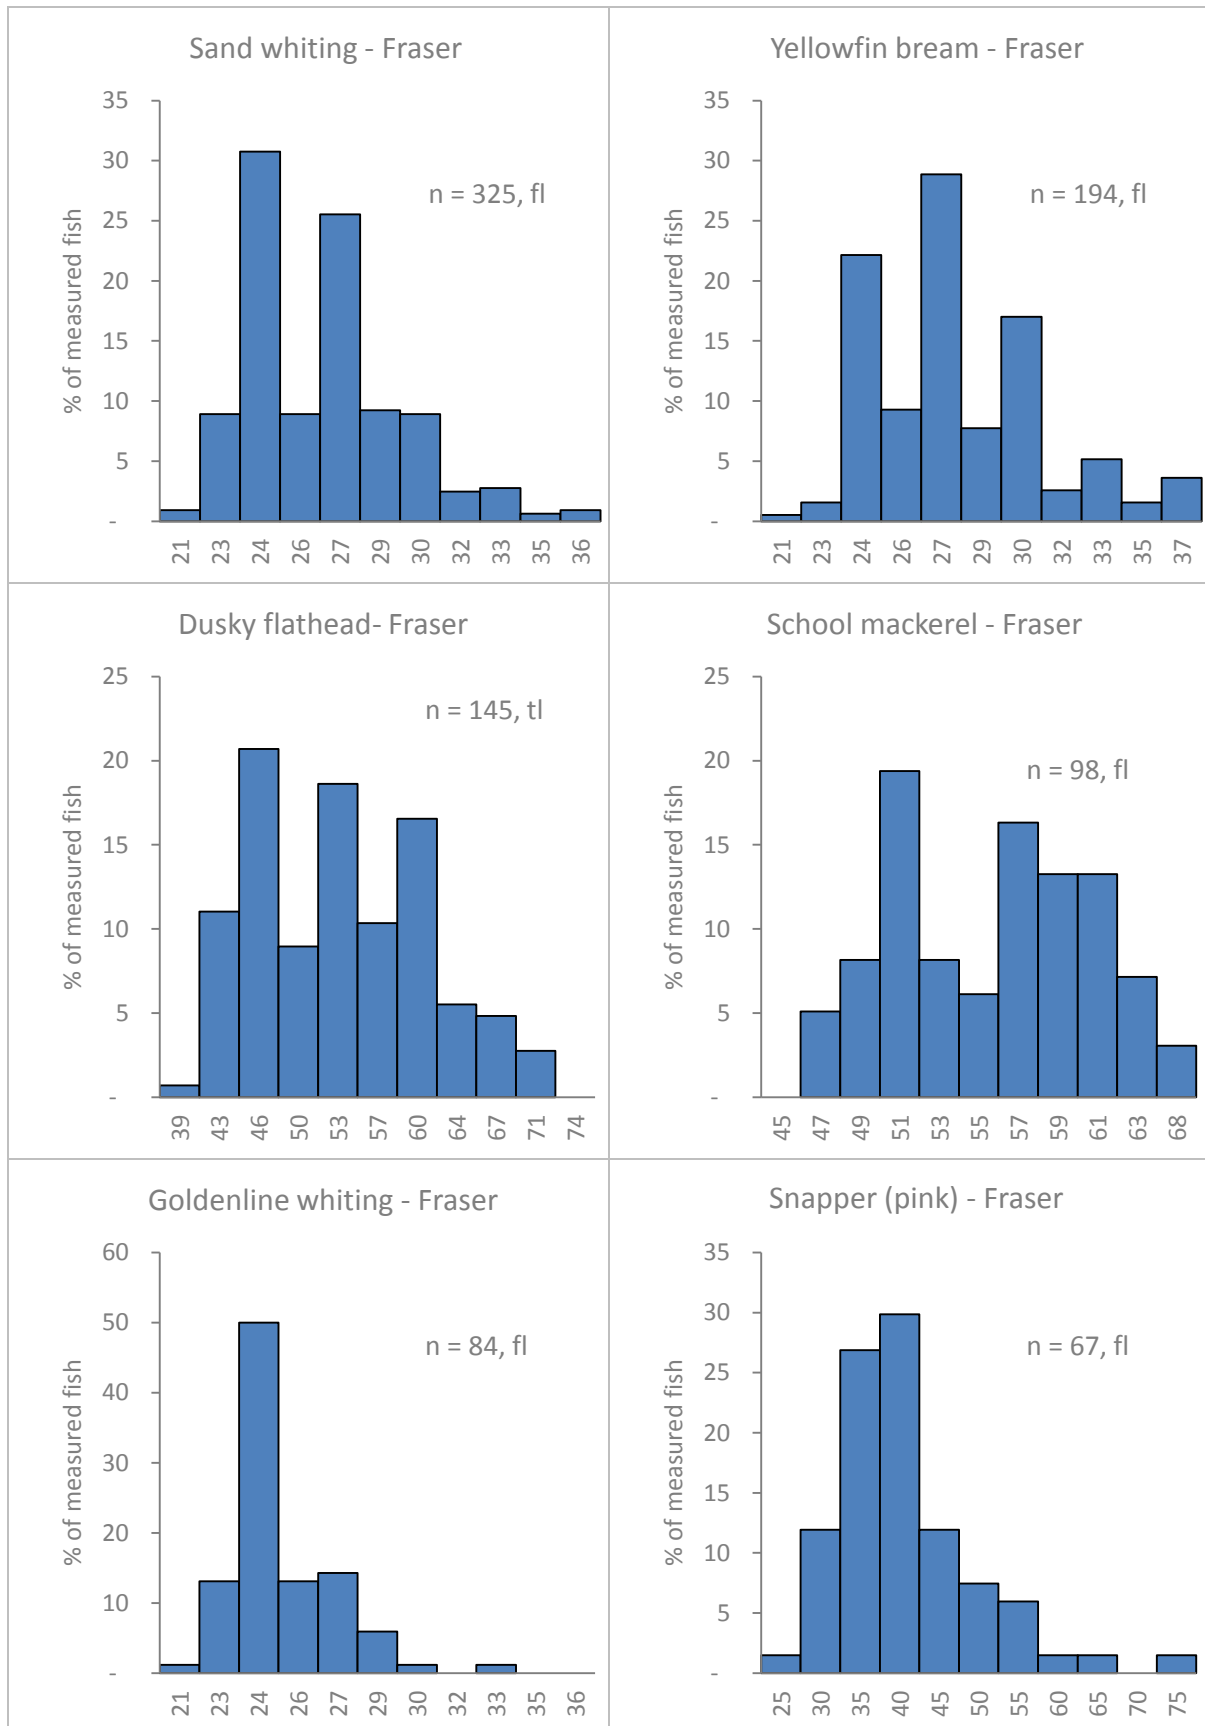 Sand whiting - Fraser
35
30
25
20
15
10
5
-
% of measured fish
n = 325, fl
21 23 24 26 27 29 30 32 33 35 36
Yellowfin bream - Fraser
35
30
25
20
15
10
5
-
% of measured fish
n = 194, fl
21 23 24 26 27 29 30 32 33 35 37
Dusky flathead- Fraser
25
20
15
10
5
-
% of measured fish
n = 145, tl
39 43 46 50 53 57 60 64 67 71 74
School mackerel - Fraser
25
20
15
10
5
-
% of measured fish
n = 98, fl
45 47 49 51 53 55 57 59 61 63 68
Goldenline whiting - Fraser
60
50
40
30
20
10
-
% of measured fish
n = 84, fl
21 23 24 26 27 29 30 32 33 35 36
Snapper (pink) - Fraser
35
30
25
20
15
10
5
-
% of measured fish
n = 67, fl
25 30 35 40 45 50 55 60 65 70 75